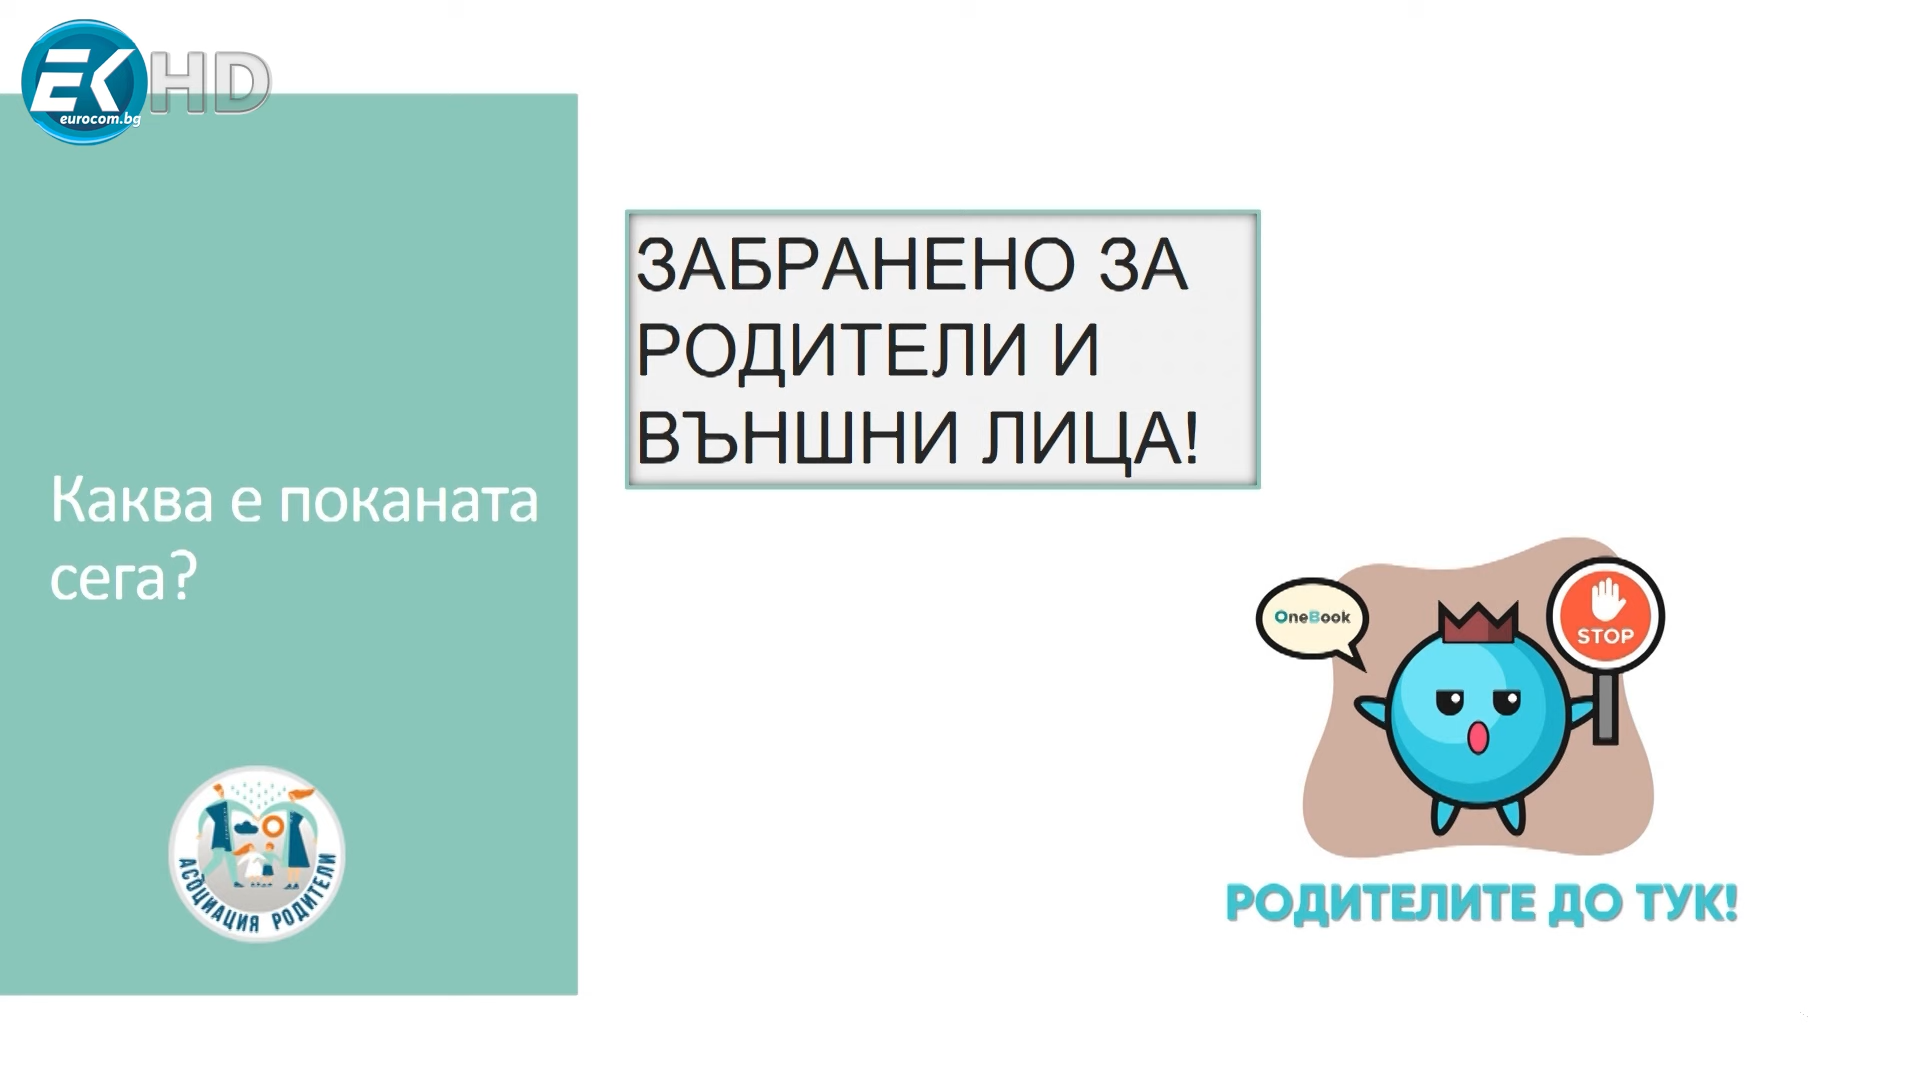 EK HD
eurocom.bg
ЗАБРАНЕНО ЗА
РОДИТЕЛИ И
ВЪНШНИ ЛИЦА!
Каква е поканата
сега?
OneBook
STOP
АСОЦИАЦИЯ РОДИТЕЛИ
РОДИТЕЛИТЕ ДО ТУК!